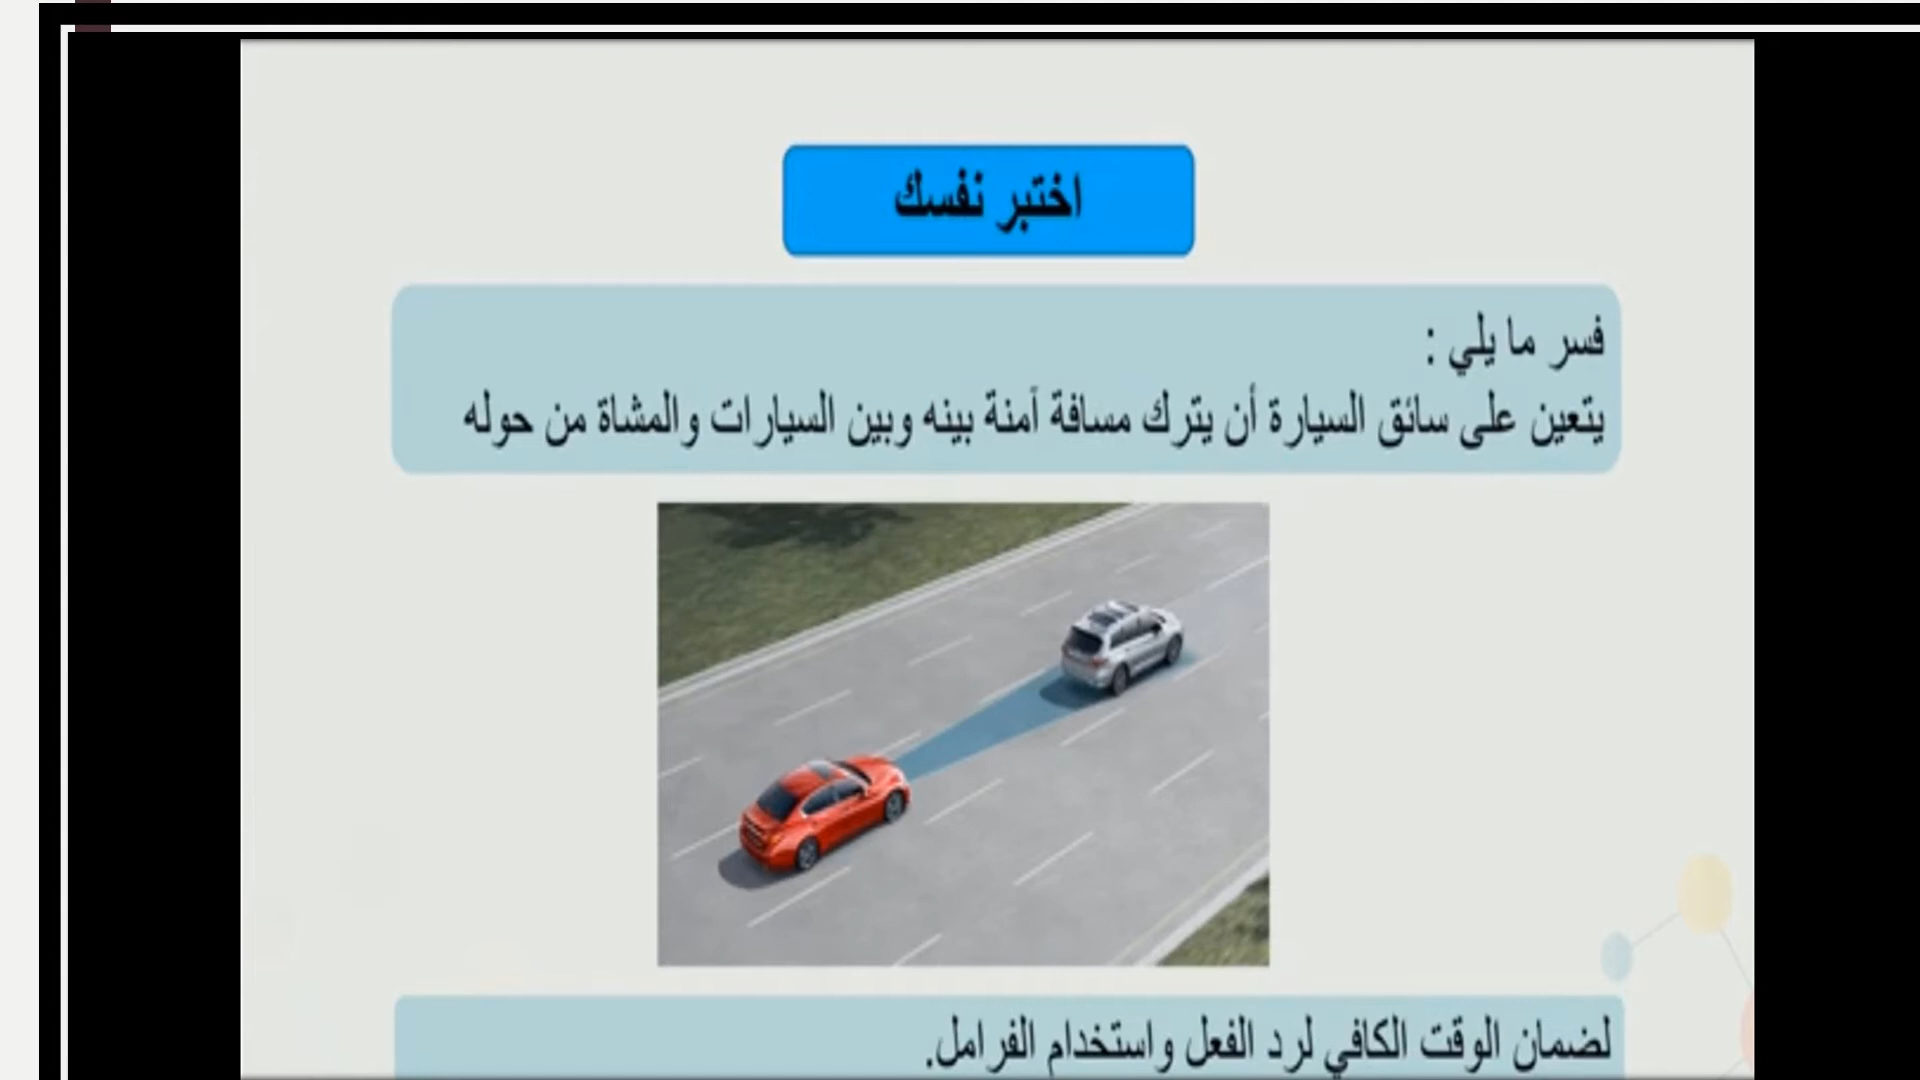 اختبر نفسك
فسر ما يلي :
يتعين على سائق السيارة أن يترك مسافة آمنة بينه وبين السيارات والمشاة من حوله
لضمان الوقت الكافي لرد الفعل واستخدام الفرامل.